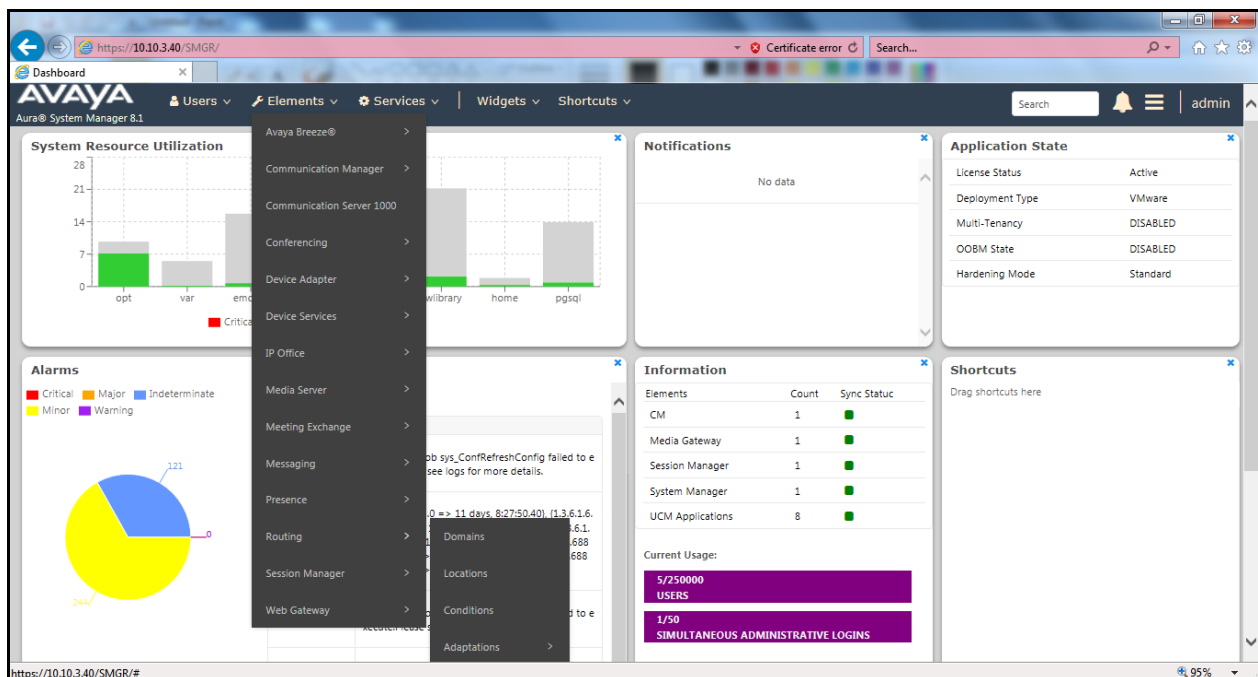 https://10.10.3.40/SMGR/
Certificate error
Search...
Dashboard
AVAYA
Aura® System Manager 8.1
Users
Elements
Services
Widgets
Shortcuts
Search
admin
System Resource Utilization
28
21
14
7
0
opt
var
home
pgsql
Critica
Avaya Breeze®
Communication Manager
Communication Server 1000
Conferencing
Device Adapter
Device Services
IP Office
Media Server
Meeting Exchange
Messaging
Presence
Routing
Session Manager
Web Gateway
Domains
Locations
Conditions
Adaptations
Notifications
No data
Application State
License Status Active
Deployment Type VMware
Multi-Tenancy DISABLED
OOBM State DISABLED
Hardening Mode Standard
Alarms
Critical Major Indeterminate
Minor Warning
121
0
244
ob sys_ConfRefreshConfig failed to e
see logs for more details.
.0 => 11 days, 8:27:50.40), (1.3.6.1.6.
.6.1.
.688
.688
d to e
Information
Elements Count Sync Status
CM 1
Media Gateway 1
Session Manager 1
System Manager 1
UCM Applications 8
Current Usage:
5/250000
USERS
1/50
SIMULTANEOUS ADMINISTRATIVE LOGINS
Shortcuts
Drag shortcuts here
https://10.10.3.40/SMGR/#
95%